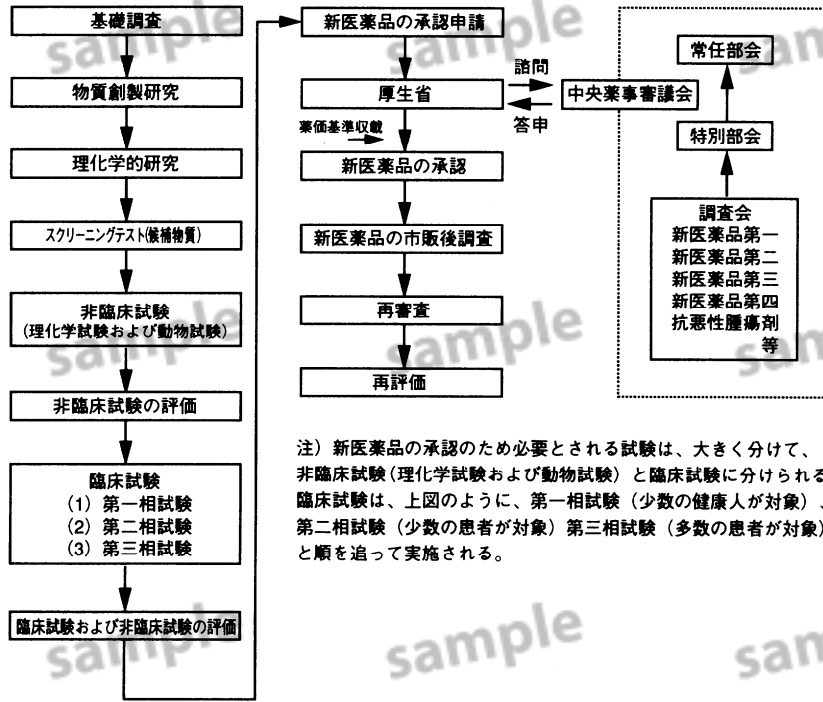 基礎調査
物質創製研究
理化学的研究
スクリーニングテスト(候補物質)
非臨床試験
(理化学試験および動物試験)
非臨床試験の評価
臨床試験
(1) 第一相試験
(2) 第二相試験
(3) 第三相試験
臨床試験および非臨床試験の評価
新医薬品の承認申請
厚生省
諮問
答申
中央薬事審議会
薬価基準収載
新医薬品の承認
新医薬品の市販後調査
再審査
再評価
常任部会
特別部会
調査会
新医薬品第一
新医薬品第二
新医薬品第三
新医薬品第四
抗悪性腫瘍剤
等
注) 新医薬品の承認のため必要とされる試験は、大きく分けて、
非臨床試験(理化学試験および動物試験) と臨床試験に分けられる
臨床試験は、上図のように、第一相試験 (少数の健康人が対象) 、
第二相試験 (少数の患者が対象) 第三相試験 (多数の患者が対象)
と順を追って実施される。
sample
sample
sam
sample
sample
sam
sample
sample
sam